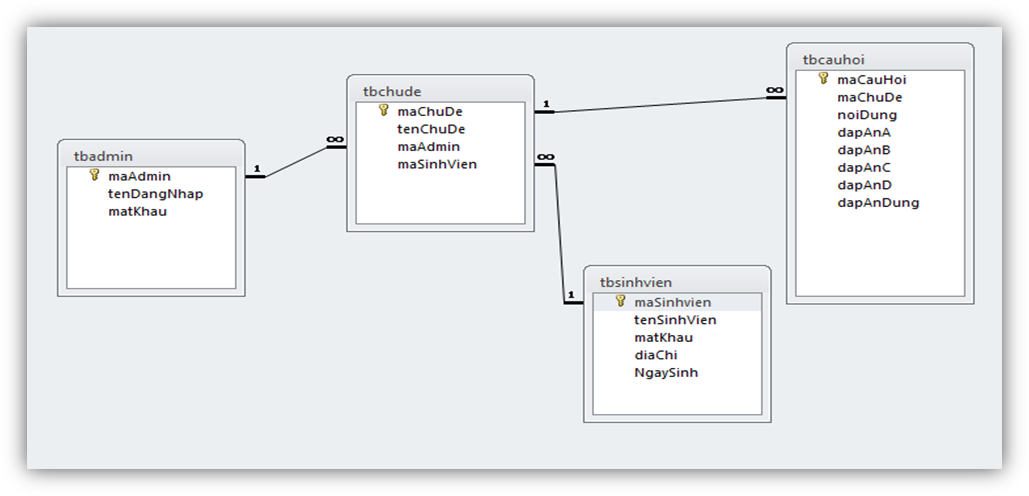 tbadmin
maAdmin
tenDangNhap
matKhau
1
∞
tbchude
maChuDe
tenChuDe
maAdmin
maSinhVien
1
∞
∞
1
tbsinhvien
maSinhvien
tenSinhVien
matKhau
diaChi
NgaySinh
tbcauhoi
maCauHoi
maChuDe
noiDung
dapAnA
dapAnB
dapAnC
dapAnD
dapAnDung